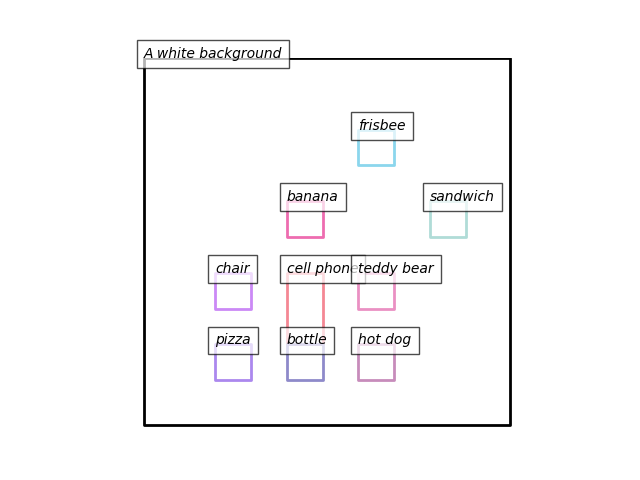 A white background
frisbee
banana
sandwich
chair
cell phone
teddy bear
pizza
bottle
hot dog